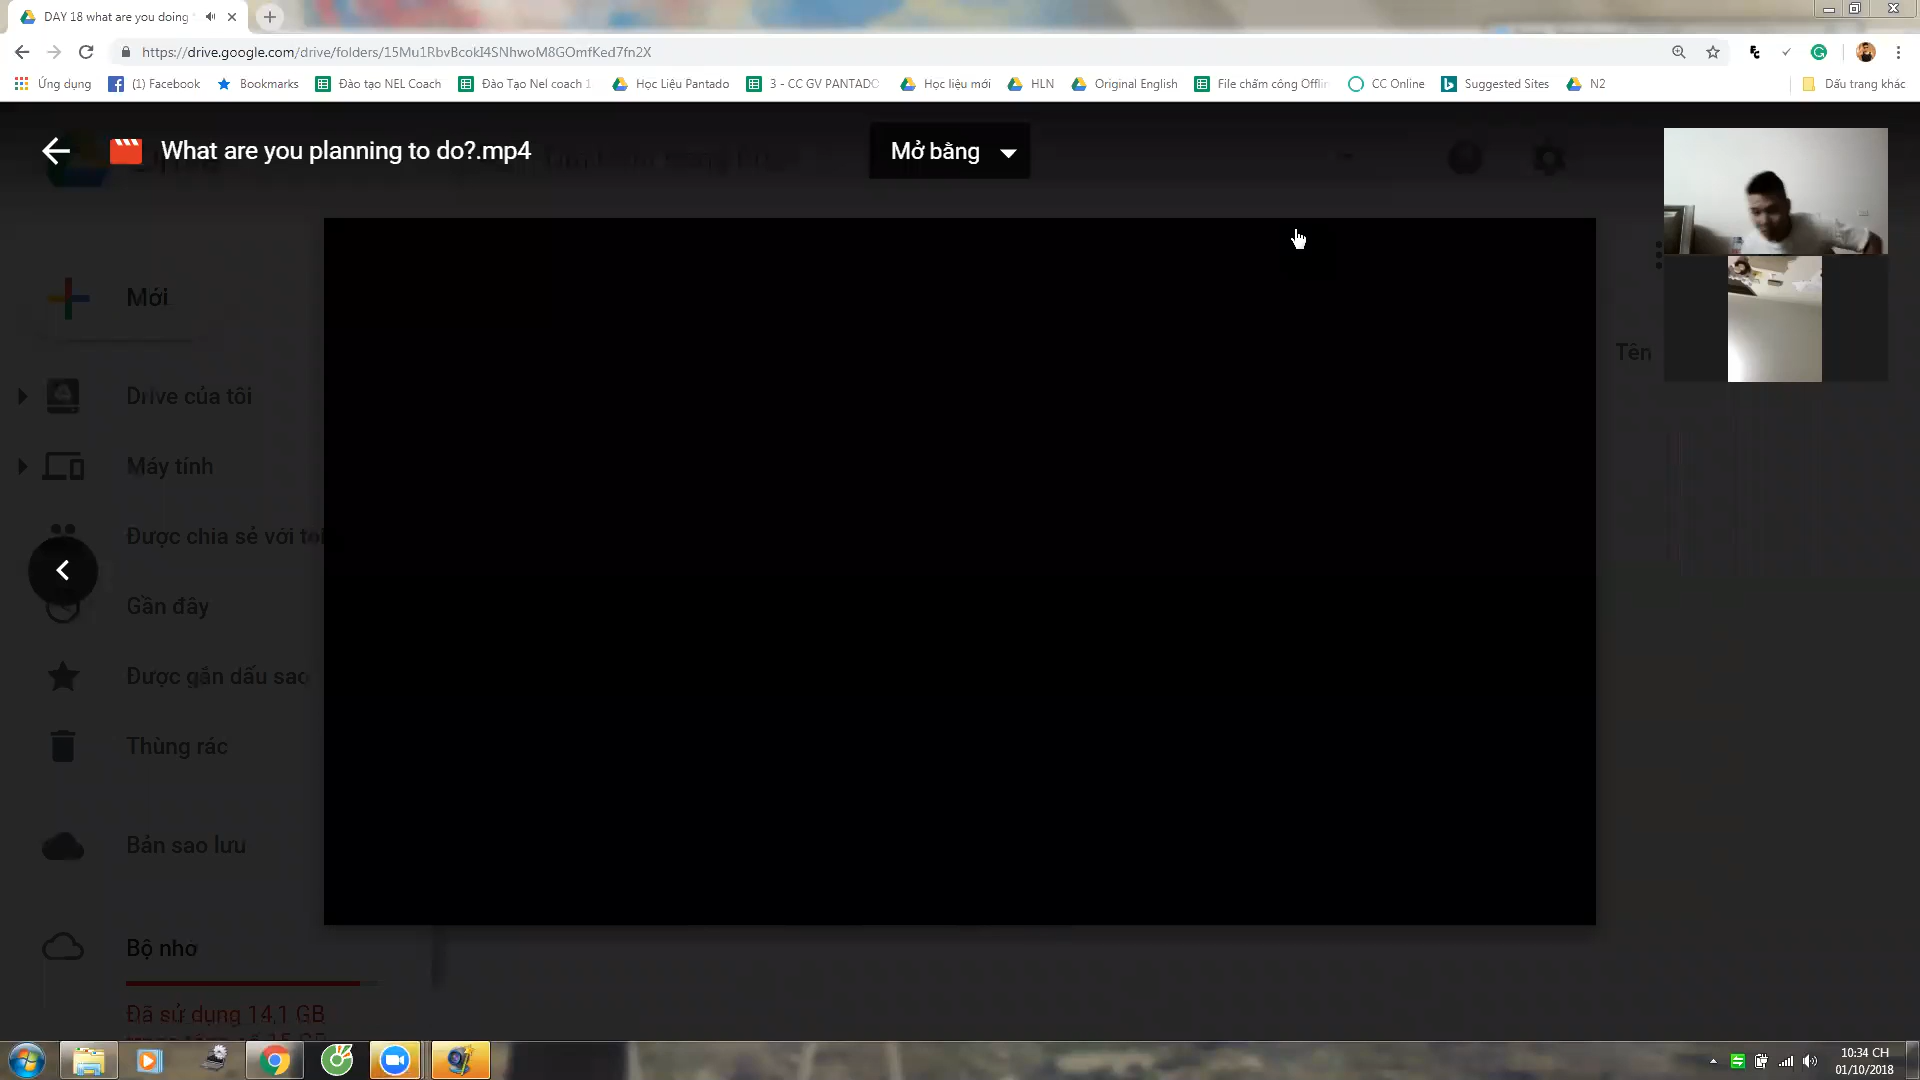 DAY 18 what are you doing
https://drive.google.com/drive/folders/15Mu1RbvBcokI4SNhwoM8GOmfKed7fn2X
Ứng dụng
(1) Facebook
Bookmarks
Đào tạo NEL Coach
Đào Tạo Nel coach 1
Học Liệu Pantado
3 - CC GV PANTADO
Học liệu mới
HLN
Original English
File chấm công Offlin
CC Online
Suggested Sites
N2
Dấu trang khác
What are you planning to do?.mp4
Mở bằng
Mới
Tên
Drive của tôi
Máy tính
Được chia sẻ với tôi
Gần đây
Được gắn dấu sao
Thùng rác
Bản sao lưu
Bộ nhớ
Đã sử dụng 14,1 GB
10:34 CH
01/10/2018